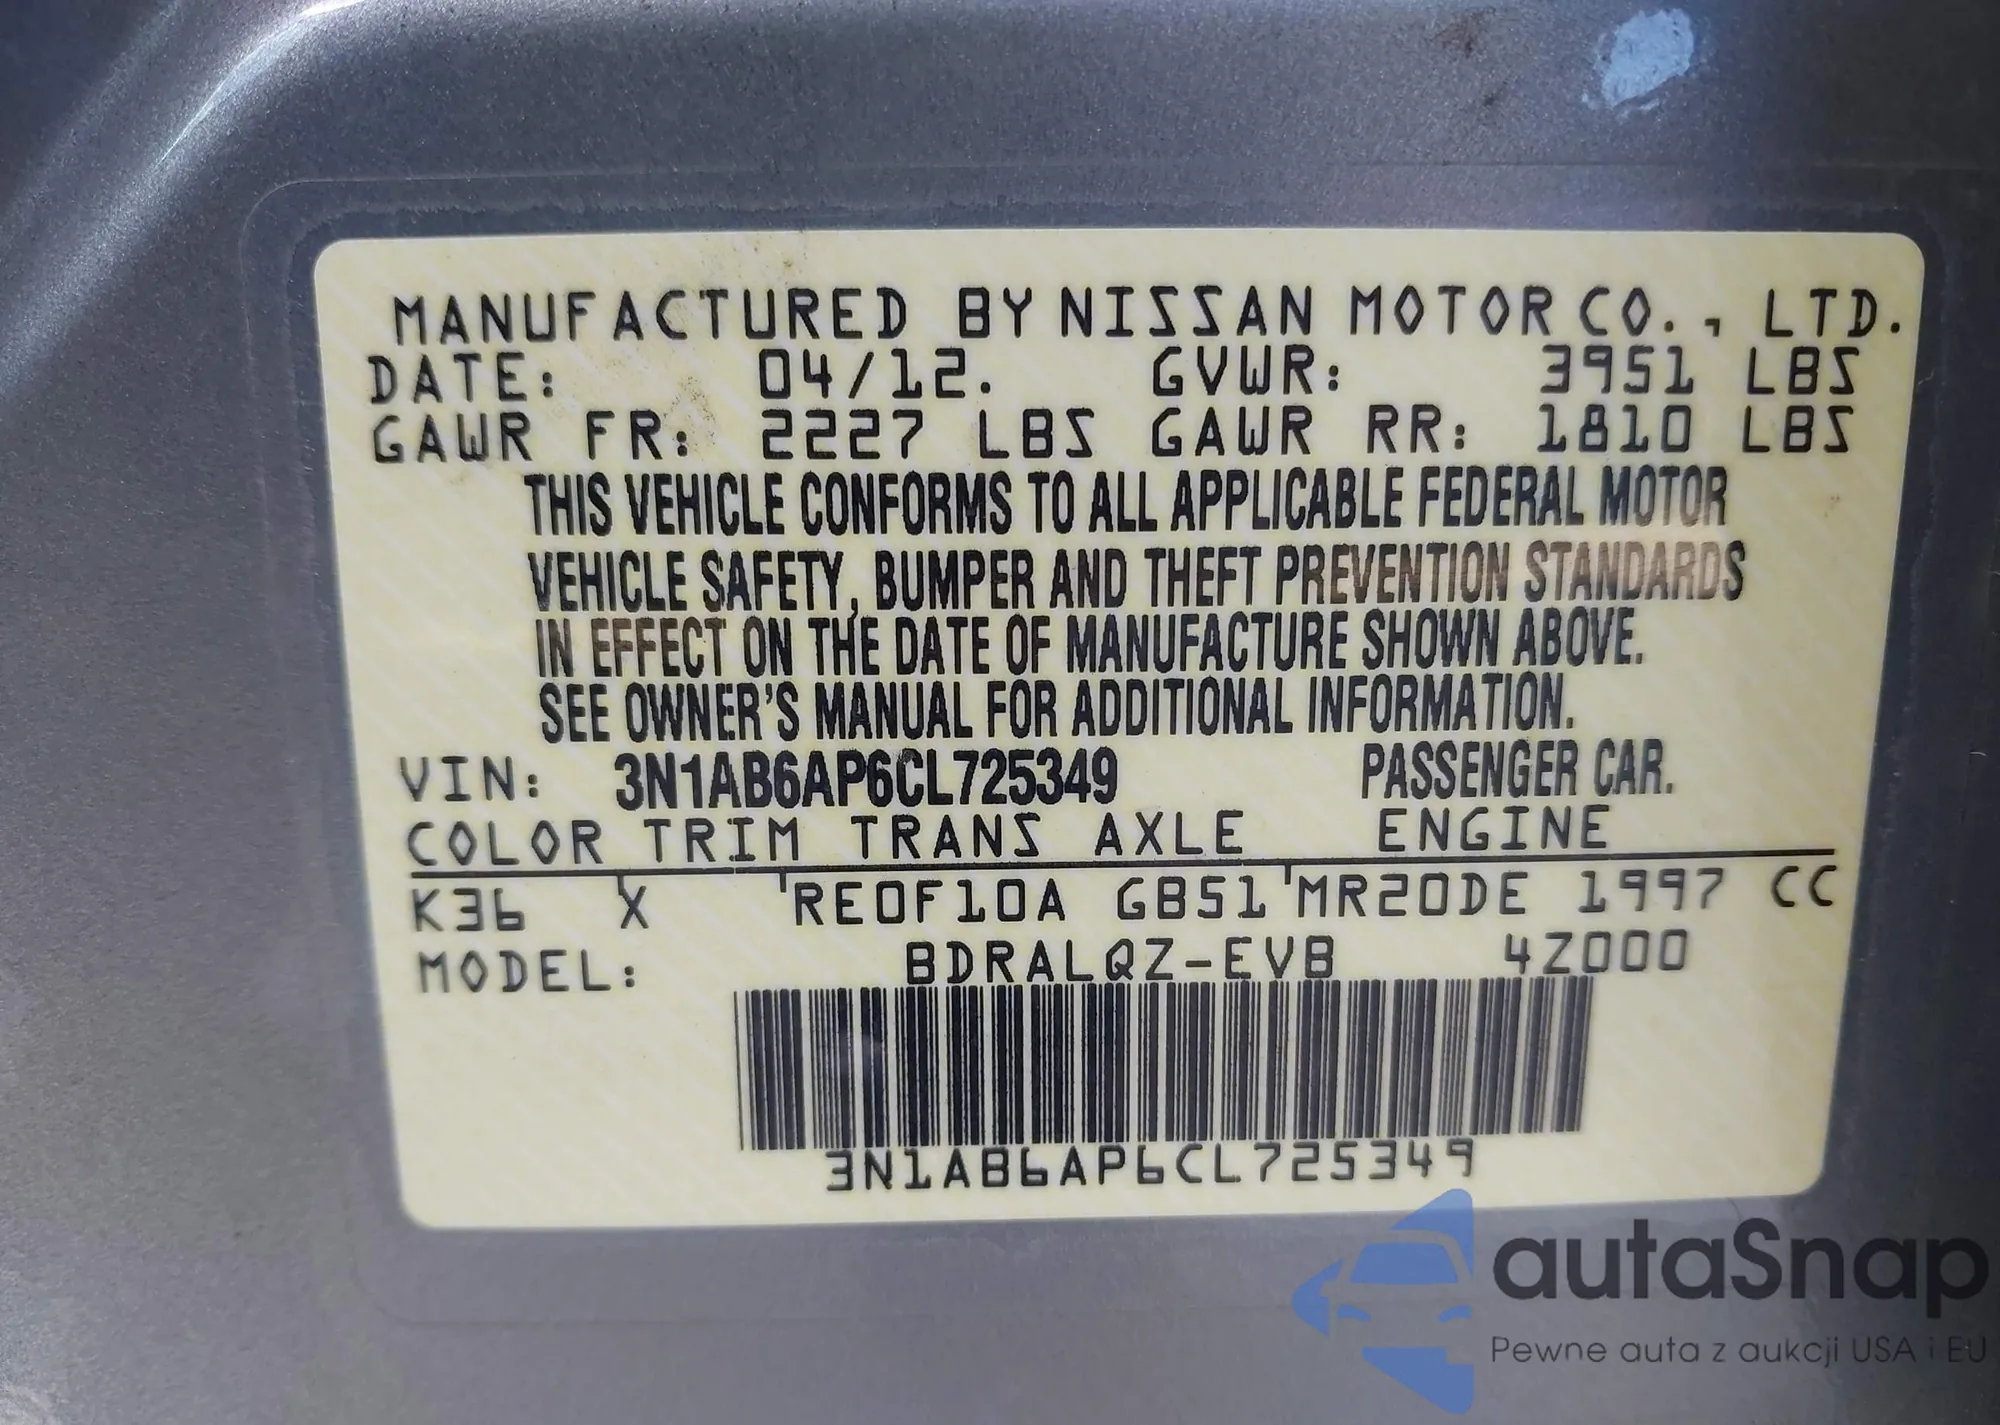 MANUFACTURED BY NISSAN MOTOR CO., LTD.
DATE: 04/12. GVWR: 3951 LBS
GAWR FR: 2227 LBS GAWR RR: 1810 LBS
THIS VEHICLE CONFORMS TO ALL APPLICABLE FEDERAL MOTOR
VEHICLE SAFETY, BUMPER AND THEFT PREVENTION STANDARDS
IN EFFECT ON THE DATE OF MANUFACTURE SHOWN ABOVE.
SEE OWNER'S MANUAL FOR ADDITIONAL INFORMATION.
VIN: 3N1AB6AP6CL725349 PASSENGER CAR.
COLOR TRIM TRANS AXLE ENGINE
K36 X RE0F10A GB51 MR20DE 1997 CC
MODEL: BDRALQZ-EVB 4Z000
3N1AB6AP6CL725349
autaSnap
Pewne auta z aukcji USA i EU